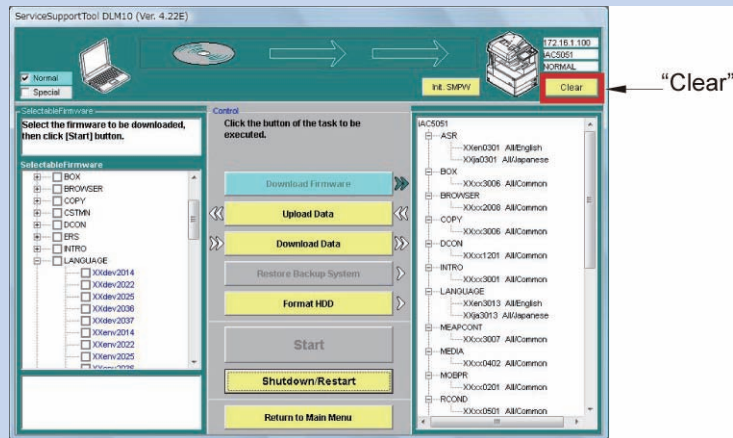 ServiceSupportTool DLM10 (Ver. 4.22E)
172.16.1.100
iAC5051
NORMAL
Normal
Special
Init. SMPW
Clear
“Clear”
SelectableFirmware
Select the firmware to be downloaded,
then click [Start] button.
SelectableFirmware
BOX
BROWSER
COPY
CSTMN
DCON
ERS
INTRO
LANGUAGE
XXdev2014
XXdev2022
XXdev2025
XXdev2036
XXdev2037
XXenv2014
XXenv2022
XXenv2025
XXenv2036
Control
Click the button of the task to be
executed.
Download Firmware
Upload Data
Download Data
Restore Backup System
Format HDD
Start
Shutdown/Restart
Return to Main Menu
iAC5051
ASR
XXen0301 All/English
XXja0301 All/Japanese
BOX
XXxx3006 All/Common
BROWSER
XXxx2008 All/Common
COPY
XXxx3006 All/Common
DCON
XXxx1201 All/Common
INTRO
XXxx3001 All/Common
LANGUAGE
XXen3013 All/English
XXja3013 All/Japanese
MEAPCONT
XXxx3007 All/Common
MEDIA
XXxx0402 All/Common
MOBPR
XXxx0201 All/Common
RCOND
XXxx0501 All/Common